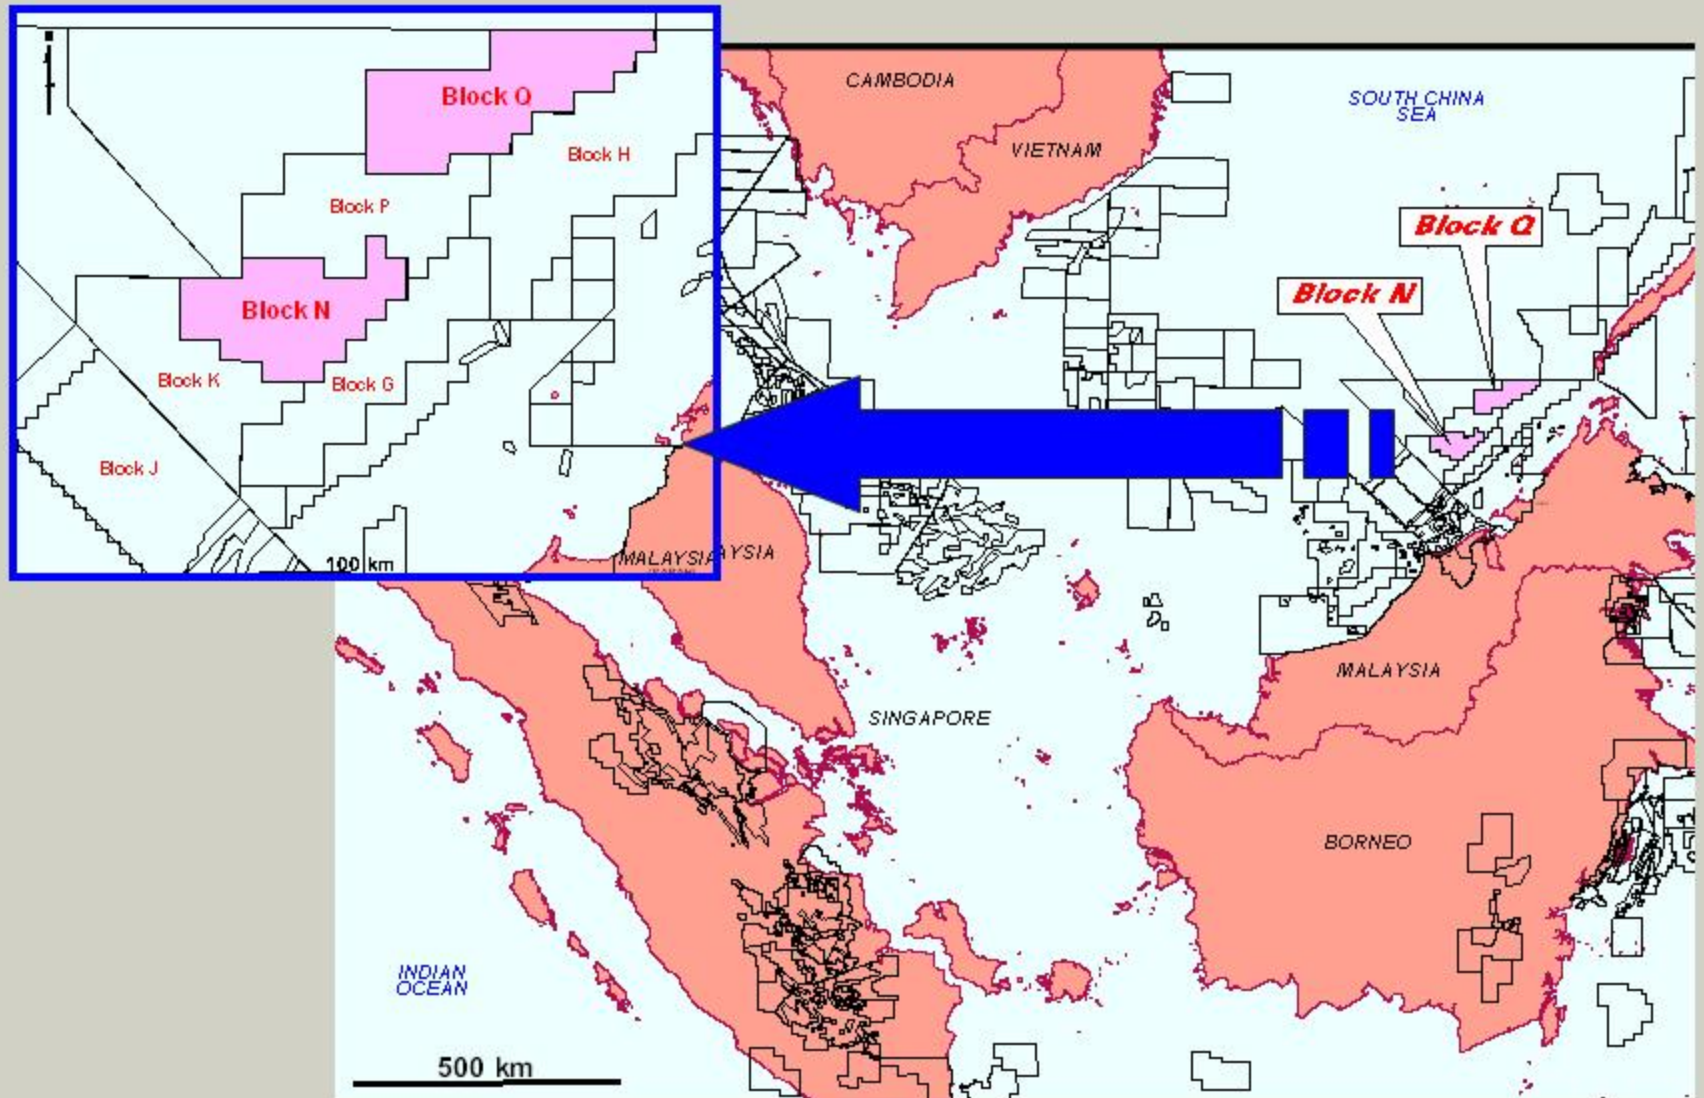 Block Q
Block H
Block P
Block N
Block K
Block G
Block J
100 km
MALAYSIA
CAMBODIA
VIETNAM
SOUTH CHINA
SEA
Block Q
Block N
AYSIA
SINGAPORE
MALAYSIA
BORNEO
INDIAN
OCEAN
500 km